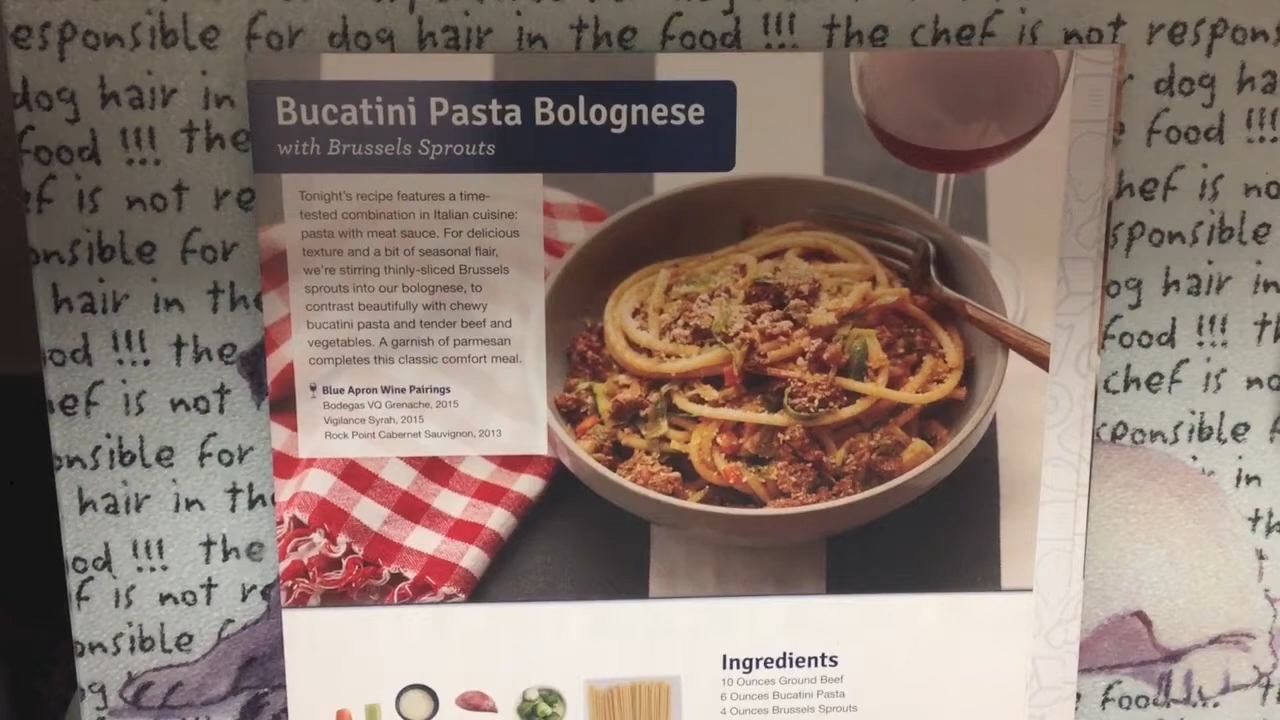 esponsible for dog hair in the food !!! the chef is not respons
dog hair in
food !!! the
ef is not re
onsible for
hair in the
od !!! the
ef is not
onsible for
hair in th
od !!! the
f is not re
onsible f
Bucatini Pasta Bolognese
with Brussels Sprouts
Tonight's recipe features a time-
tested combination in Italian cuisine:
pasta with meat sauce. For delicious
texture and a bit of seasonal flair,
we're stirring thinly-sliced Brussels
sprouts into our bolognese, to
contrast beautifully with chewy
bucatini pasta and tender beef and
vegetables. A garnish of parmesan
completes this classic comfort meal.
Blue Apron Wine Pairings
Bodegas VQ Grenache, 2015
Vigilance Syrah, 2015
Rock Point Cabernet Sauvignon, 2013
Ingredients
10 Ounces Ground Beef
6 Ounces Bucatini Pasta
4 Ounces Brussels Sprouts
dog ha
food !!!
hef is no
sponsible
og hair in
food !!! th
chef is no
sponsible f
in
th
food